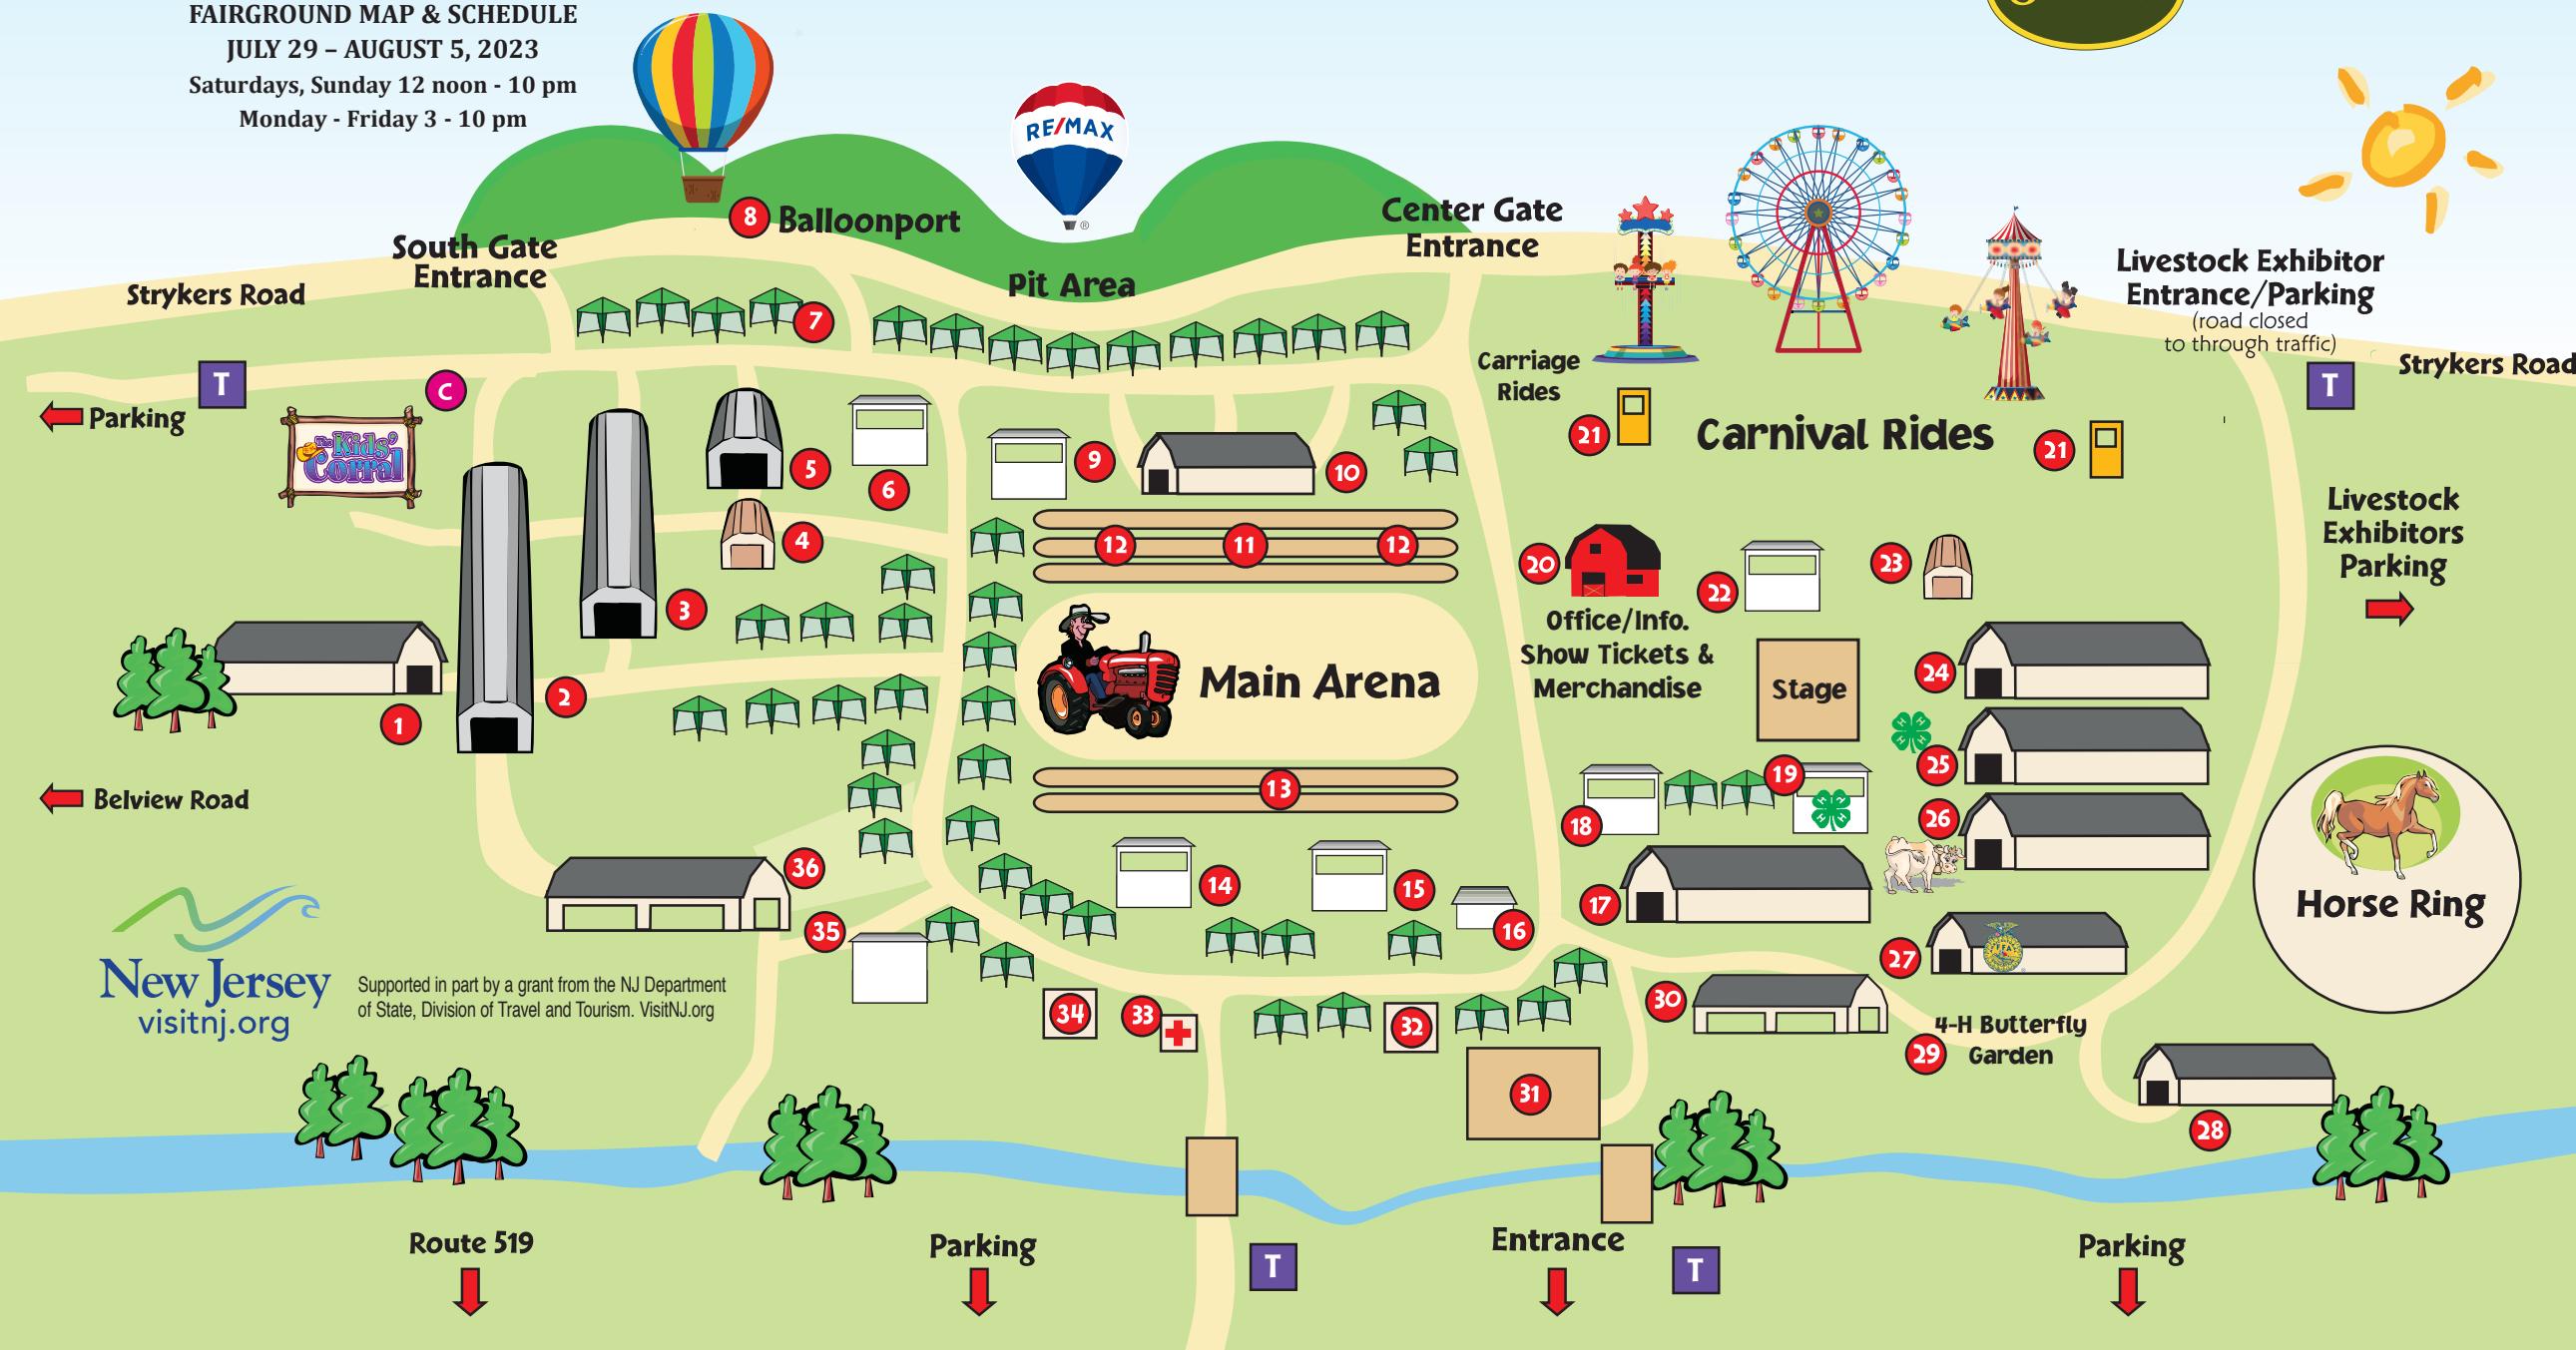 FAIRGROUND MAP & SCHEDULE
JULY 29 – AUGUST 5, 2023
Saturdays, Sunday 12 noon - 10 pm
Monday - Friday 3 - 10 pm
RE/MAX
®
8 Balloonport
South Gate
Entrance
Strykers Road
Pit Area
Center Gate
Entrance
Livestock Exhibitor
Entrance/Parking
(road closed
to through traffic)
Strykers Road
7
T
C
Parking
The
Kids'
Corral
Carriage
Rides
21
Carnival Rides
21
T
5
6
9
10
4
12
11
12
Livestock
Exhibitors
Parking
20
22
23
3
Office/Info.
Show Tickets &
Merchandise
Main Arena
Stage
24
1
2
H H H H
25
Belview Road
13
18
19
H H H H
26
36
14
15
17
16
Horse Ring
35
27
FFA
New Jersey
visitnj.org
Supported in part by a grant from the NJ Department
of State, Division of Travel and Tourism. VisitNJ.org
34
33
32
30
4-H Butterfly
29 Garden
31
28
Route 519
Parking
T
Entrance
T
Parking